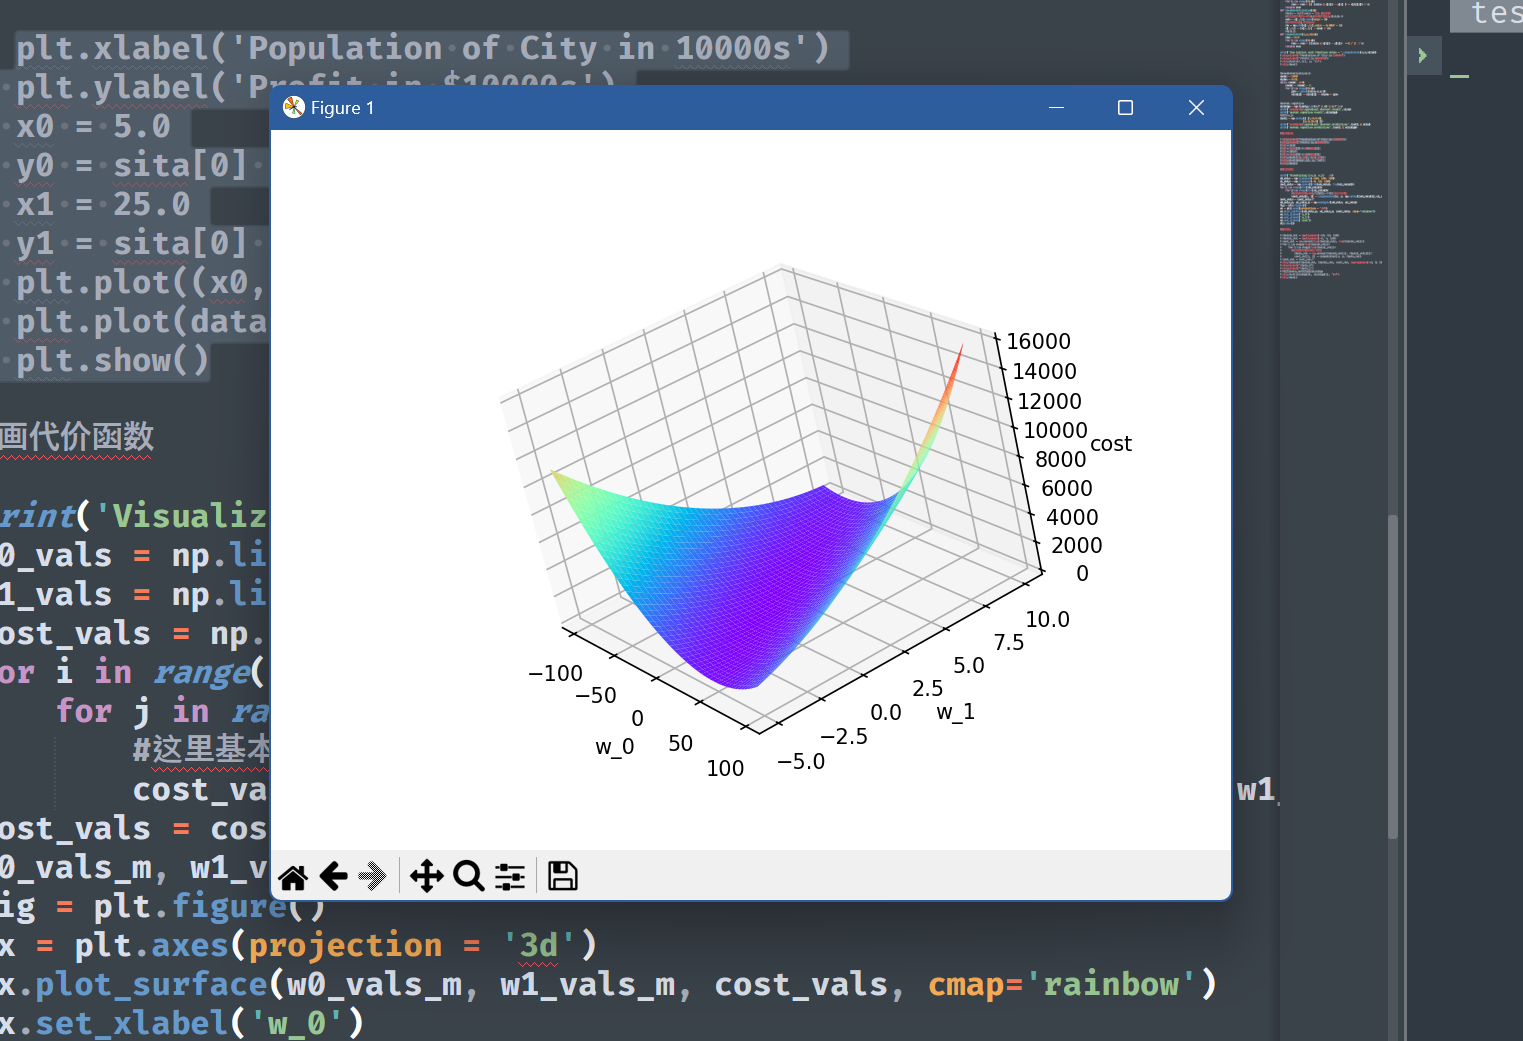 tes
plt.xlabel('Population of City in 10000s')
plt.ylabel('Profit in $10000s')
x0 = 5.0
y0 = sita[0]
x1 = 25.0
y1 = sita[0]
plt.plot((x0,
plt.plot(data
plt.show()
画代价函数
rint('Visualiz
0_vals = np.li
1_vals = np.li
ost_vals = np.
or i in range(
for j in ra
#这里基本
cost_va
w1_
ost_vals = cos
0_vals_m, w1_v
ig = plt.figure()
x = plt.axes(projection = '3d')
x.plot_surface(w0_vals_m, w1_vals_m, cost_vals, cmap='rainbow')
x.set_xlabel('w_0')
Figure 1
16000
14000
12000
10000
8000
6000
4000
2000
0
cost
−100
−50
0
50
100
w_0
−5.0
−2.5
0.0
2.5
5.0
7.5
10.0
w_1